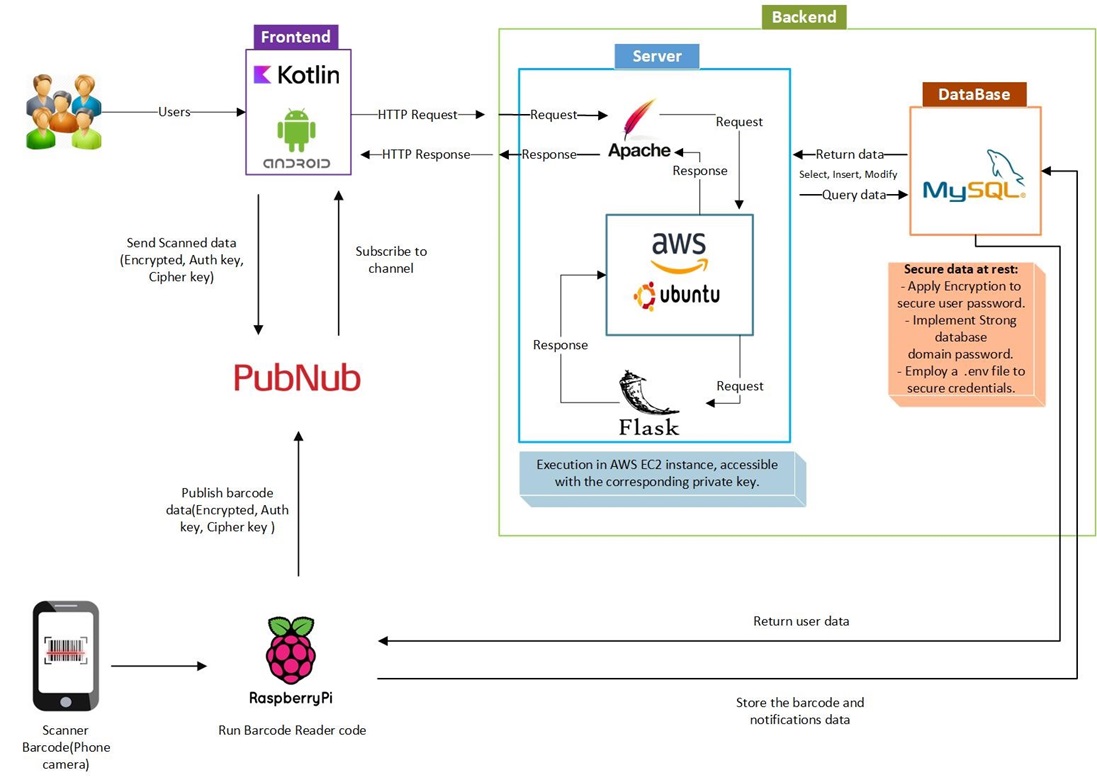 Backend
Frontend
Kotlin
ANDROID
Users
HTTP Request
HTTP Response
Server
Request
Response
Apache
Request
Response
aws
ubuntu
Response
Request
Flask
Execution in AWS EC2 instance, accessible
with the corresponding private key.
DataBase
Return data
Select, Insert, Modify
Query data
MySQL®
Secure data at rest:
- Apply Encryption to
secure user password.
- Implement Strong
database
domain password.
- Employ a .env file to
secure credentials.
Send Scanned data
(Encrypted, Auth key,
Cipher key)
Subscribe to
channel
PubNub
Publish barcode
data(Encrypted, Auth
key, Cipher key )
RaspberryPi
Run Barcode Reader code
Scanner
Barcode(Phone
camera)
Return user data
Store the barcode and
notifications data